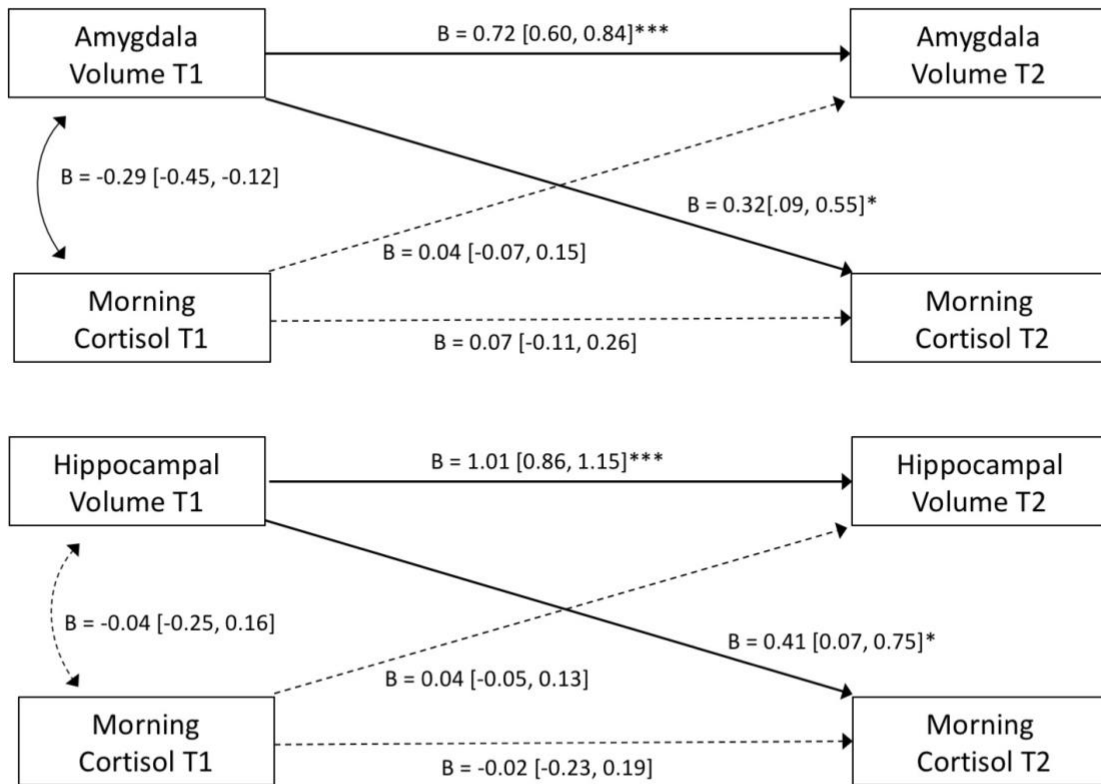 Amygdala
Volume T1
B = 0.72 [0.60, 0.84]***
Amygdala
Volume T2
B = -0.29 [-0.45, -0.12]
B = 0.32[.09, 0.55]*
B = 0.04 [-0.07, 0.15]
Morning
Cortisol T1
B = 0.07 [-0.11, 0.26]
Morning
Cortisol T2
Hippocampal
Volume T1
B = 1.01 [0.86, 1.15]***
Hippocampal
Volume T2
B = -0.04 [-0.25, 0.16]
B = 0.41 [0.07, 0.75]*
B = 0.04 [-0.05, 0.13]
Morning
Cortisol T1
B = -0.02 [-0.23, 0.19]
Morning
Cortisol T2